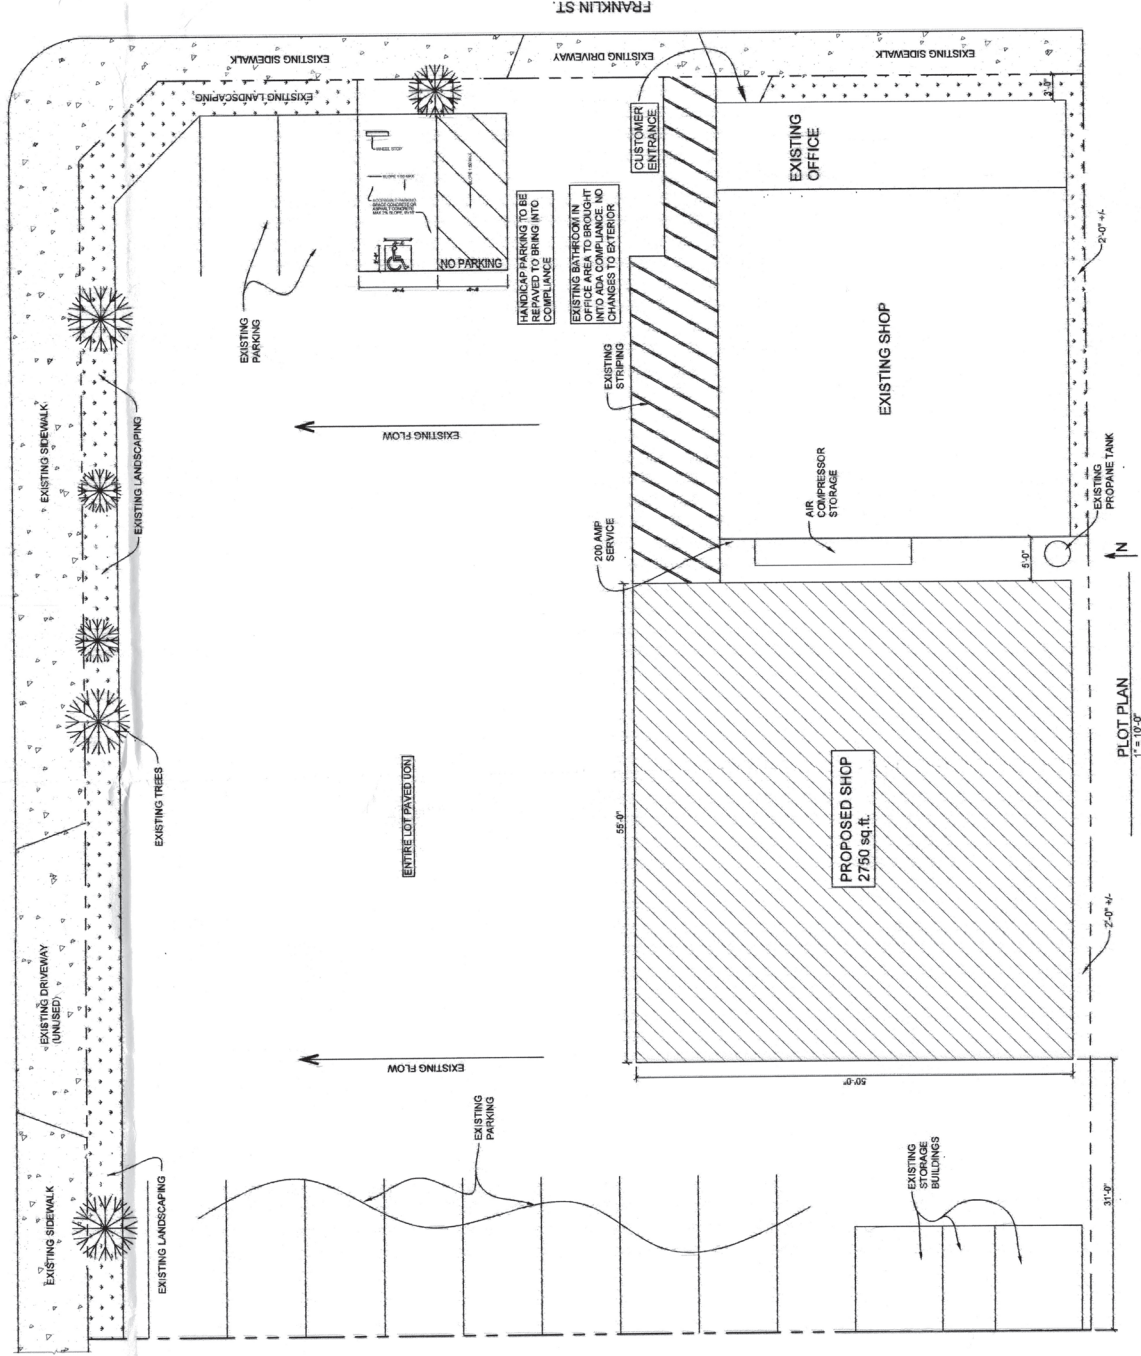 FRANKLIN ST.
EXISTING SIDEWALK
EXISTING DRIVEWAY
EXISTING SIDEWALK
EXISTING LANDSCAPING
CUSTOMER
ENTRANCE
3'-0"
EXISTING
OFFICE
WHEEL STOP
NO PARKING
HANDICAP PARKING TO BE
REPAVED TO BRING INTO
COMPLIANCE
EXISTING BATHROOM IN
OFFICE AREA TO BROUGHT
INTO ADA COMPLIANCE. NO
CHANGES TO EXTERIOR
2'-0" +/-
EXISTING
PARKING
EXISTING
STRIPING
EXISTING SHOP
EXISTING FLOW
EXISTING SIDEWALK
EXISTING LANDSCAPING
200 AMP
SERVICE
AIR
COMPRESSOR
STORAGE
EXISTING
PROPANE TANK
5'-0"
N
EXISTING TREES
ENTIRE LOT PAVED UON
55'-0"
PROPOSED SHOP
2750 sq.ft.
PLOT PLAN
1" = 10'-0"
EXISTING DRIVEWAY
(UNUSED)
2'-0" +/-
EXISTING FLOW
50'-0"
EXISTING
PARKING
EXISTING
STORAGE
BUILDINGS
31'-0"
EXISTING SIDEWALK
EXISTING LANDSCAPING